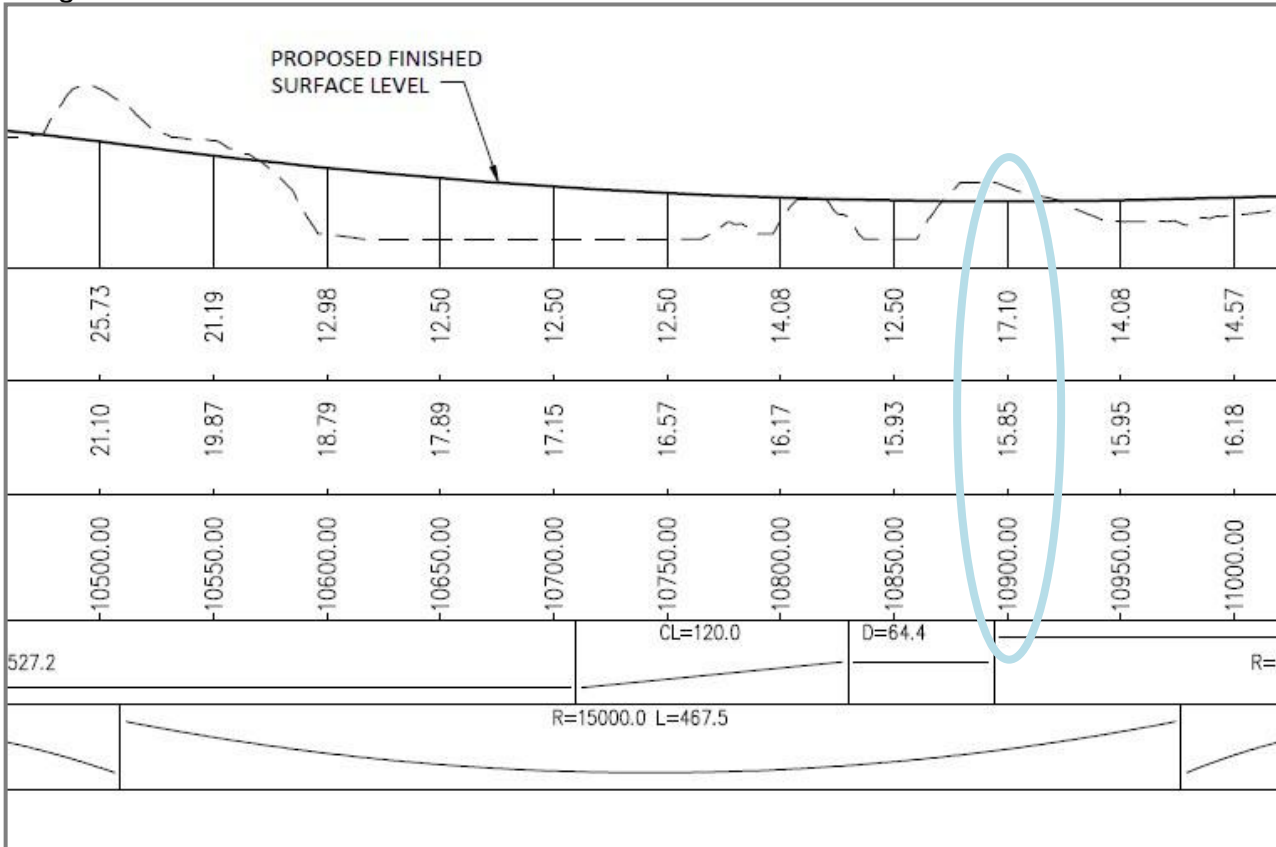 PROPOSED FINISHED
SURFACE LEVEL
25.73 21.19 12.98 12.50 12.50 12.50 14.08 12.50 17.10 14.08 14.57
21.10 19.87 18.79 17.89 17.15 16.57 16.17 15.93 15.85 15.95 16.18
10500.00 10550.00 10600.00 10650.00 10700.00 10750.00 10800.00 10850.00 10900.00 10950.00 11000.00
CL=120.0 D=64.4
527.2 R=
R=15000.0 L=467.5